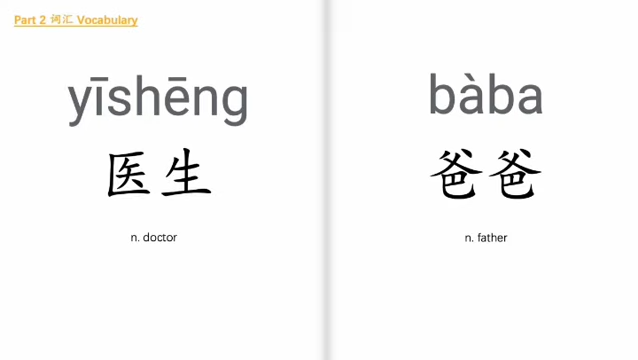 Part 2 词汇 Vocabulary
yīshēng
医生
n. doctor
bàba
爸爸
n. father